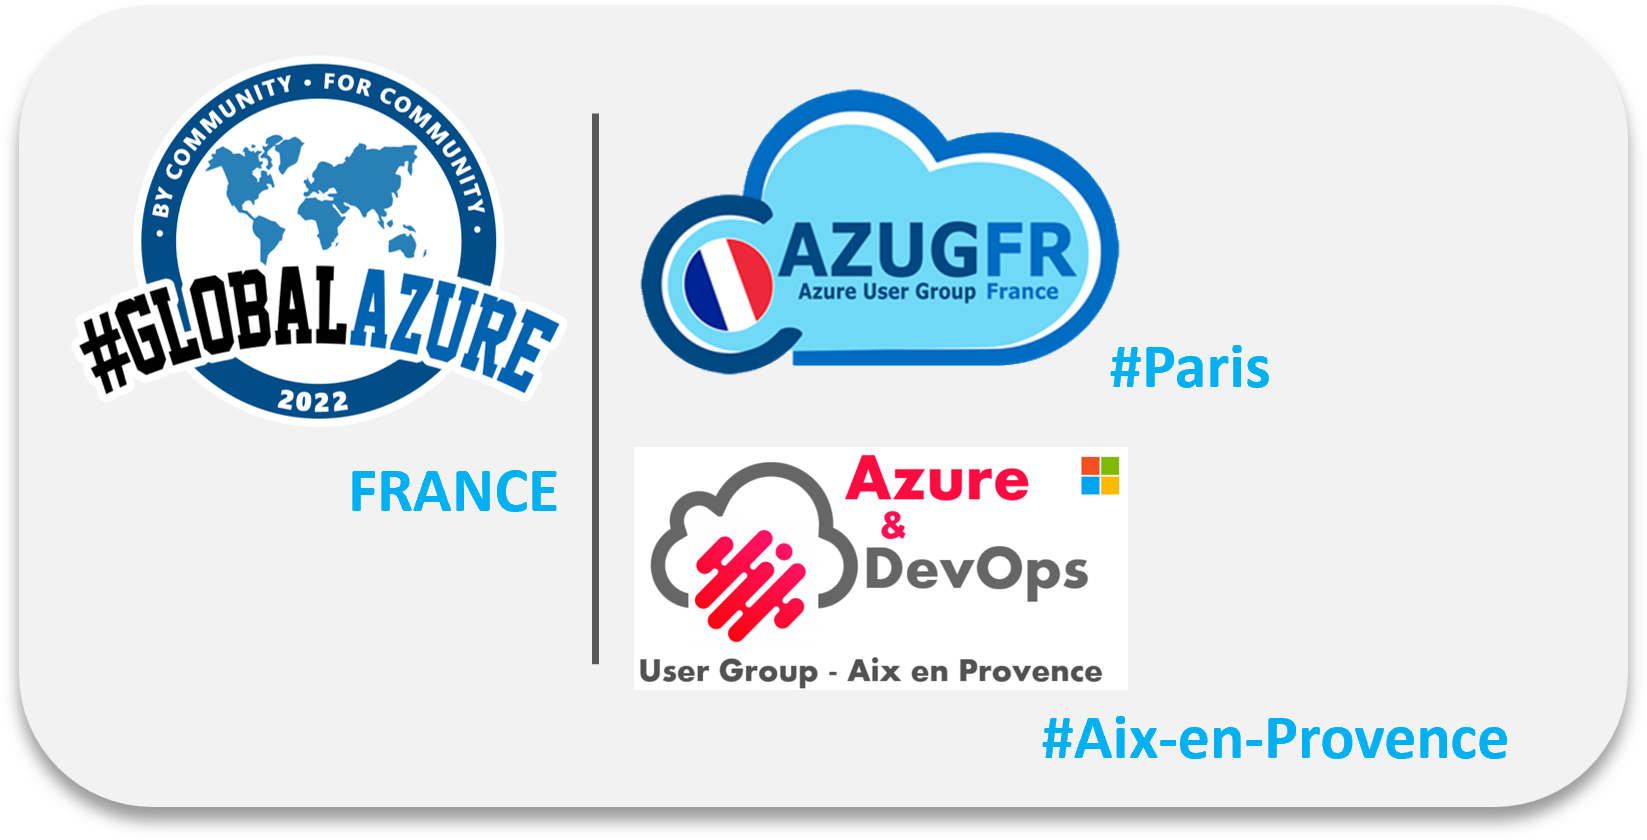 • BY COMMUNITY • FOR COMMUNITY •
#GLOBALAZURE
2022
FRANCE
AZUGFR
Azure User Group France
#Paris
Azure
&
DevOps
User Group - Aix en Provence
#Aix-en-Provence